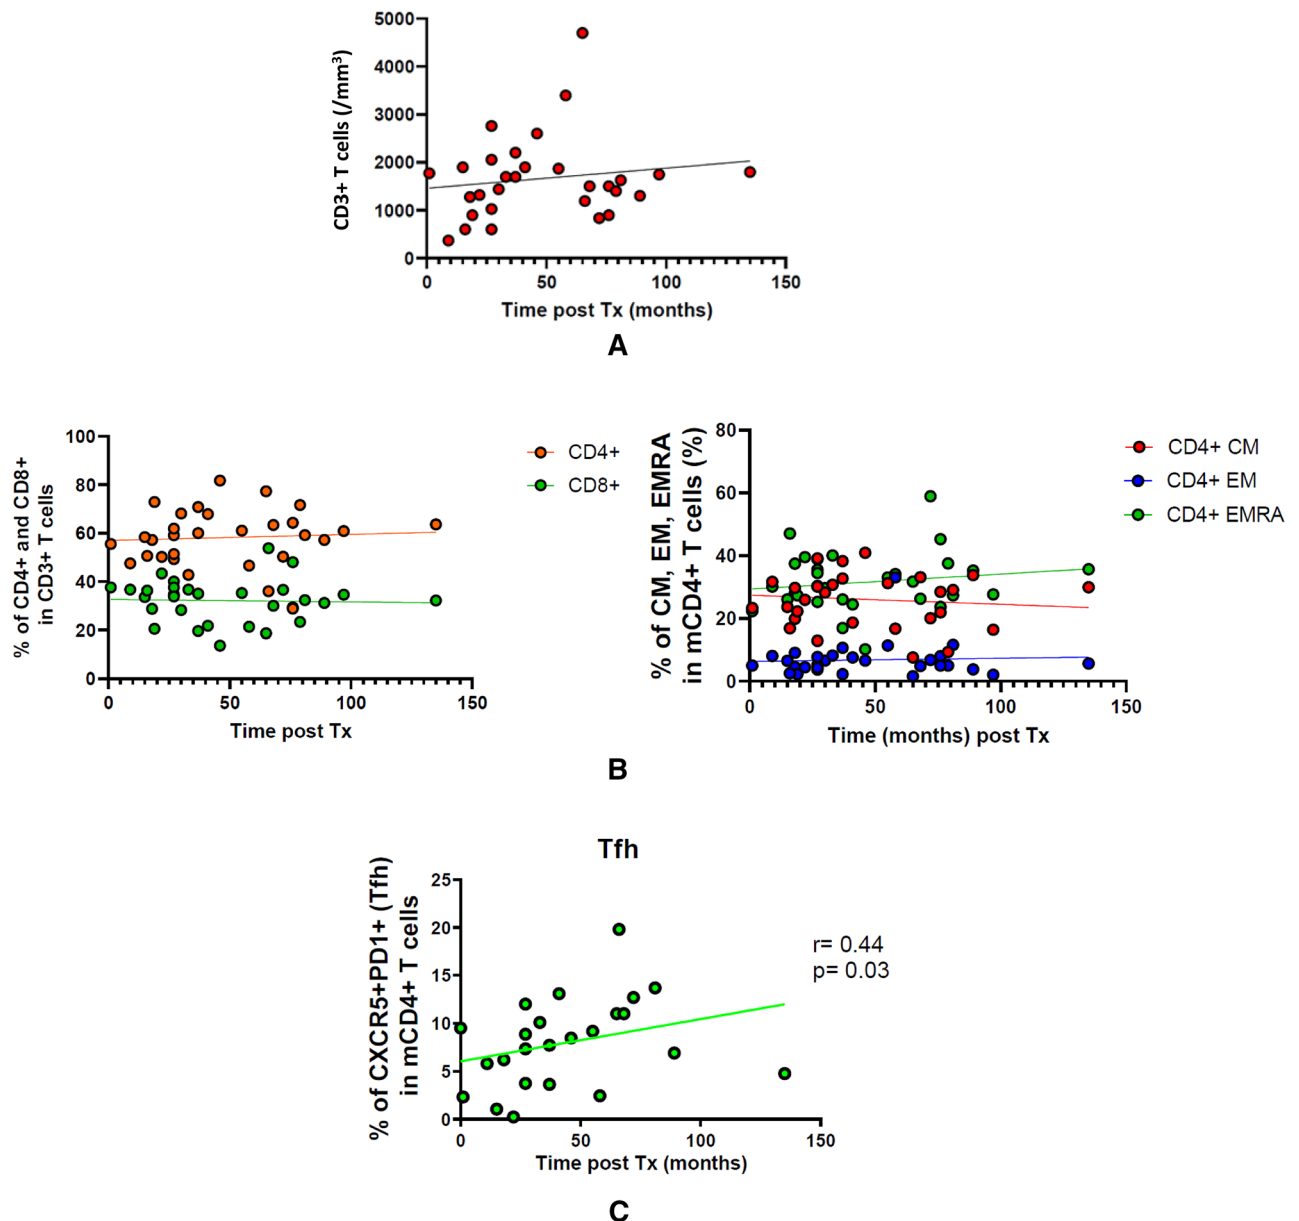 5000
4000
3000
2000
1000
0
CD3+ T cells (/mm³)
0 50 100 150
Time post Tx (months)
A
100
80
60
40
20
0
% of CD4+ and CD8+
in CD3+ T cells
CD4+
CD8+
0 50 100 150
Time post Tx
80
60
40
20
0
% of CM, EM, EMRA
in mCD4+ T cells (%)
CD4+ CM
CD4+ EM
CD4+ EMRA
0 50 100 150
Time (months) post Tx
B
Tfh
25
20
15
10
5
0
% of CXCR5+PD1+ (Tfh)
in mCD4+ T cells
r= 0.44
p= 0.03
0 50 100 150
Time post Tx (months)
C